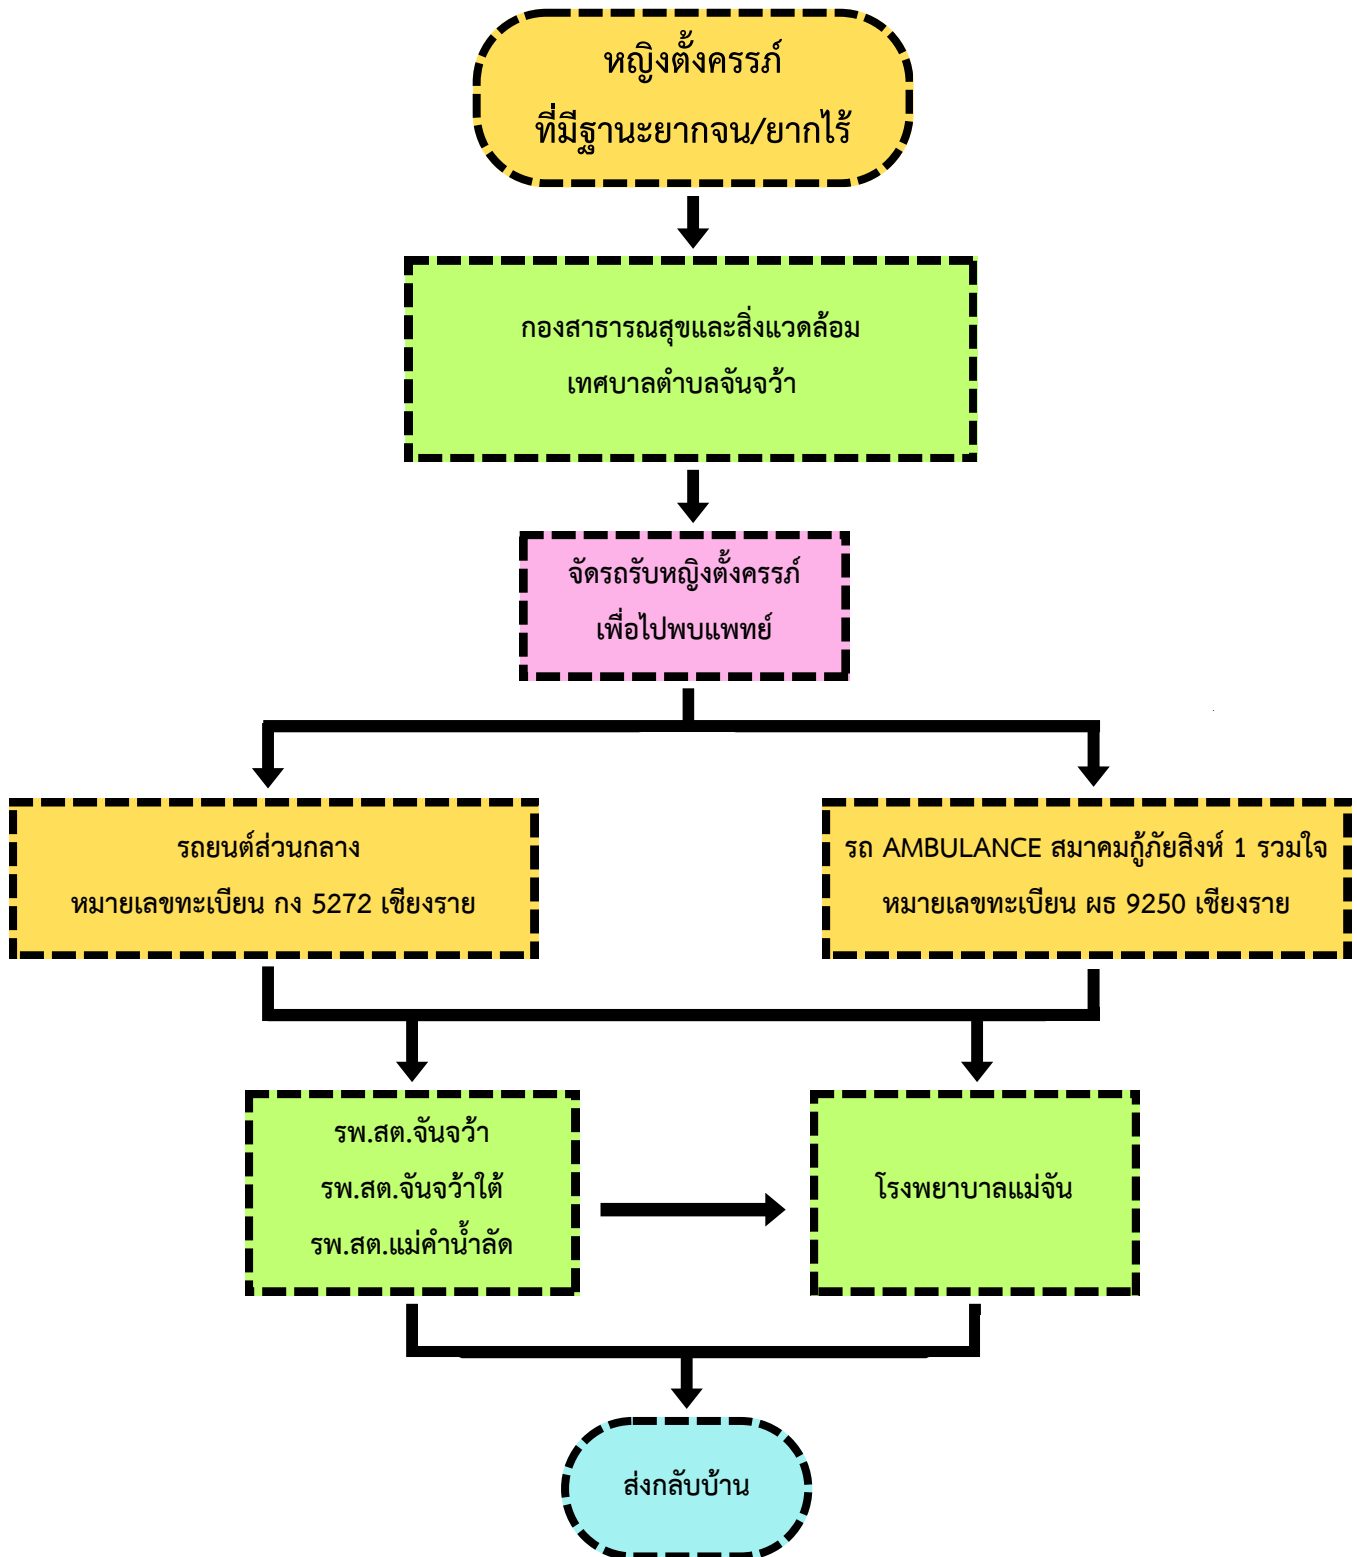 หญิงตั้งครรภ์
ที่มีฐานะยากจน/ยากไร้
กองสาธารณสุขและสิ่งแวดล้อม
เทศบาลตำบลจันจว้า
จัดรถรับหญิงตั้งครรภ์
เพื่อไปพบแพทย์
รถยนต์ส่วนกลาง
หมายเลขทะเบียน กง 5272 เชียงราย
รถ AMBULANCE สมาคมกู้ภัยสิงห์ 1 รวมใจ
หมายเลขทะเบียน ผธ 9250 เชียงราย
รพ.สต.จันจว้า
รพ.สต.จันจว้าใต้
รพ.สต.แม่คำน้ำลัด
โรงพยาบาลแม่จัน
ส่งกลับบ้าน